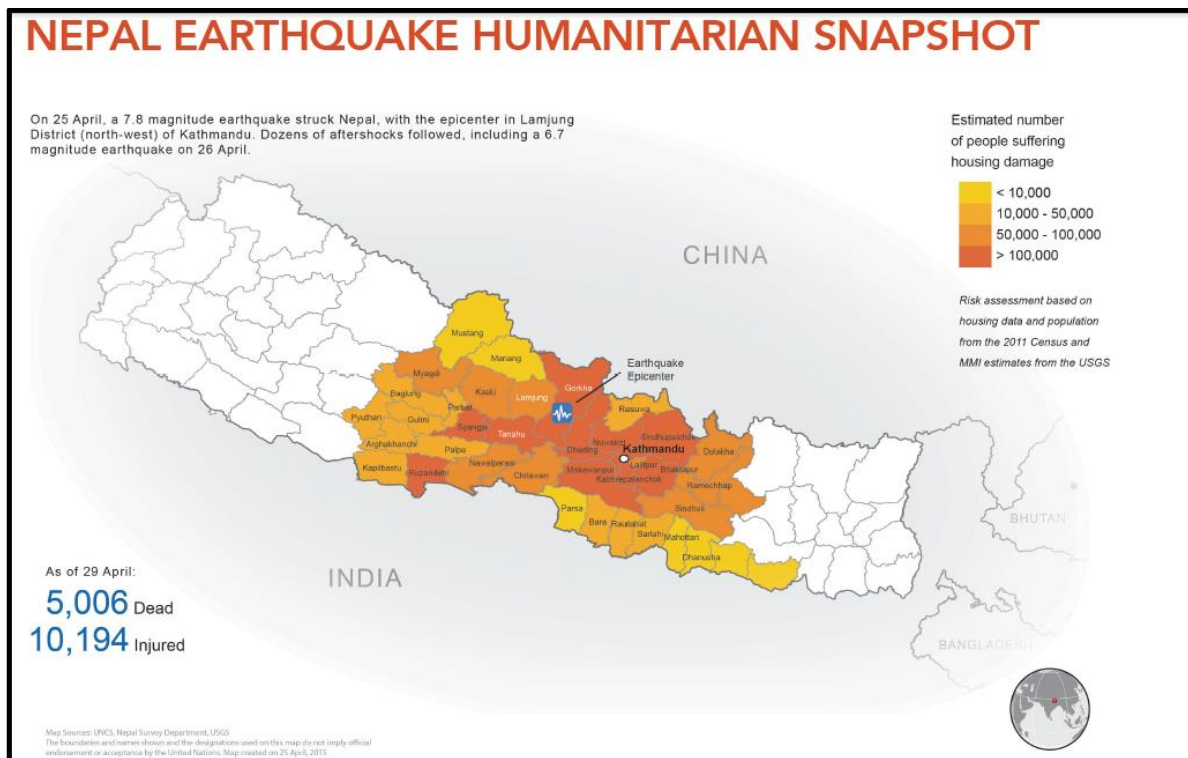 NEPAL EARTHQUAKE HUMANITARIAN SNAPSHOT
On 25 April, a 7.8 magnitude earthquake struck Nepal, with the epicenter in Lamjung
District (north-west) of Kathmandu. Dozens of aftershocks followed, including a 6.7
magnitude earthquake on 26 April.
Estimated number
of people suffering
housing damage
< 10,000
10,000 - 50,000
50,000 - 100,000
> 100,000
Risk assessment based on
housing data and population
from the 2011 Census and
MMI estimates from the USGS
CHINA
Mustang
Manang
Earthquake
Epicenter
Myagdi
Kaski
Lamjung
Gorkha
Baglung
Parbat
Rasuwa
Pyuthan
Gulmi
Syangja
Tanahu
Nuwakot
Sindhupalchok
Arghakhanchi
Palpa
Dhading
Kathmandu
Dolakha
Kapilbastu
Rupandehi
Nawalparasi
Chitawan
Makawanpur
Lalitpur
Bhaktapur
Kabhrepalanchok
Ramechhap
Sindhuli
Parsa
Bara
Rautahat
Sarlahi
Mahottari
Dhanusha
BHUTAN
INDIA
BANGLADESH
As of 29 April:
5,006 Dead
10,194 Injured
Map Sources: UNCS, Nepal Survey Department, USGS
The boundaries and names shown and the designations used on this map do not imply official
endorsement or acceptance by the United Nations. Map created on 25 April, 2015